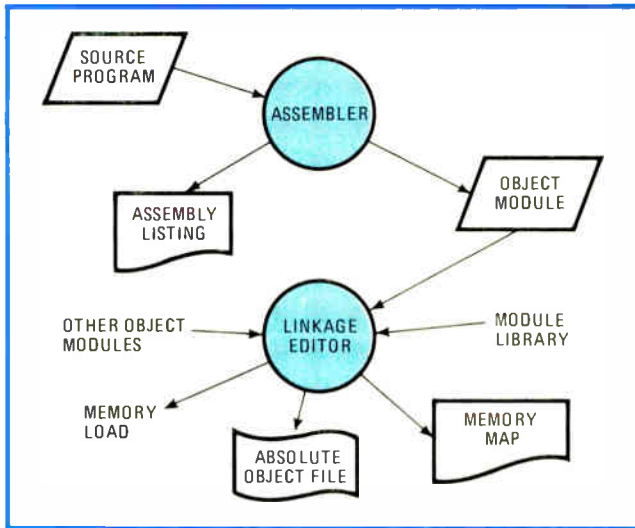 SOURCE
PROGRAM
ASSEMBLER
ASSEMBLY
LISTING
OBJECT
MODULE
OTHER OBJECT
MODULES
LINKAGE
EDITOR
MODULE
LIBRARY
MEMORY
LOAD
ABSOLUTE
OBJECT FILE
MEMORY
MAP